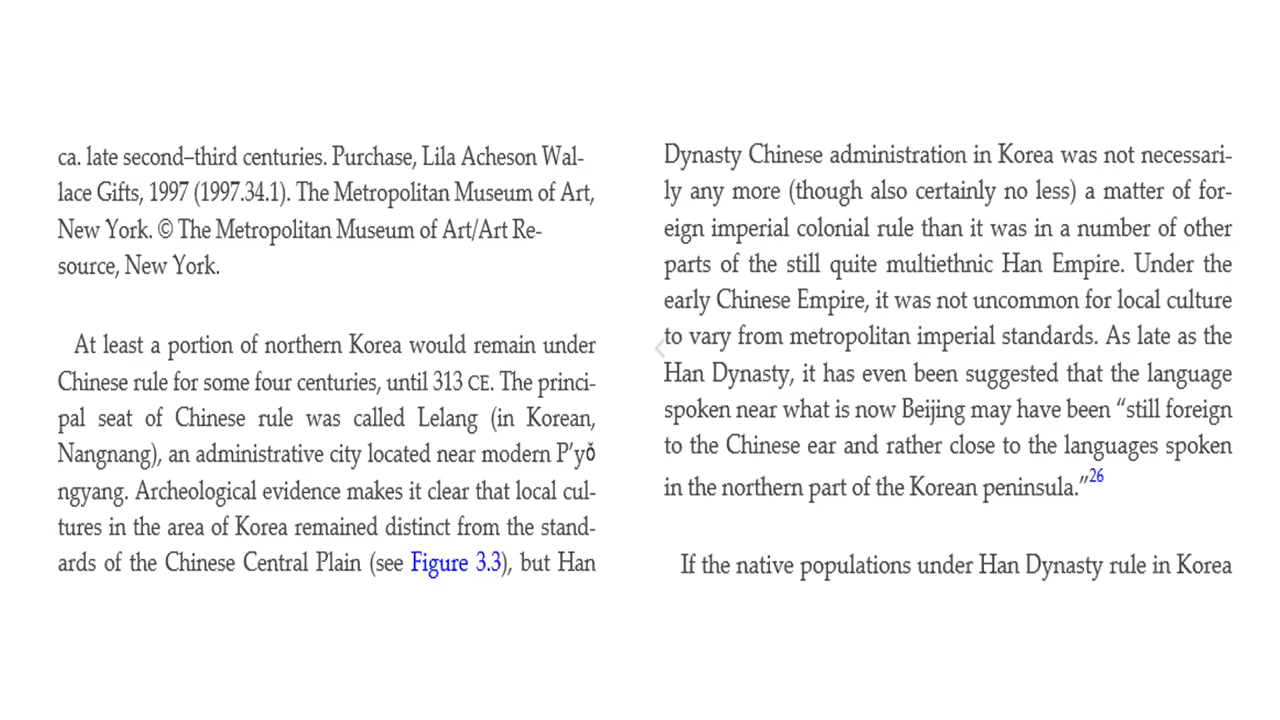 ca. late second–third centuries. Purchase, Lila Acheson Wal-
lace Gifts, 1997 (1997.34.1). The Metropolitan Museum of Art,
New York. © The Metropolitan Museum of Art/Art Re-
source, New York.
At least a portion of northern Korea would remain under
Chinese rule for some four centuries, until 313 CE. The princi-
pal seat of Chinese rule was called Lelang (in Korean,
Nangnang), an administrative city located near modern P’yŏ
ngyang. Archeological evidence makes it clear that local cul-
tures in the area of Korea remained distinct from the stand-
ards of the Chinese Central Plain (see Figure 3.3), but Han
Dynasty Chinese administration in Korea was not necessari-
ly any more (though also certainly no less) a matter of for-
eign imperial colonial rule than it was in a number of other
parts of the still quite multiethnic Han Empire. Under the
early Chinese Empire, it was not uncommon for local culture
to vary from metropolitan imperial standards. As late as the
Han Dynasty, it has even been suggested that the language
spoken near what is now Beijing may have been “still foreign
to the Chinese ear and rather close to the languages spoken
in the northern part of the Korean peninsula.”26
If the native populations under Han Dynasty rule in Korea